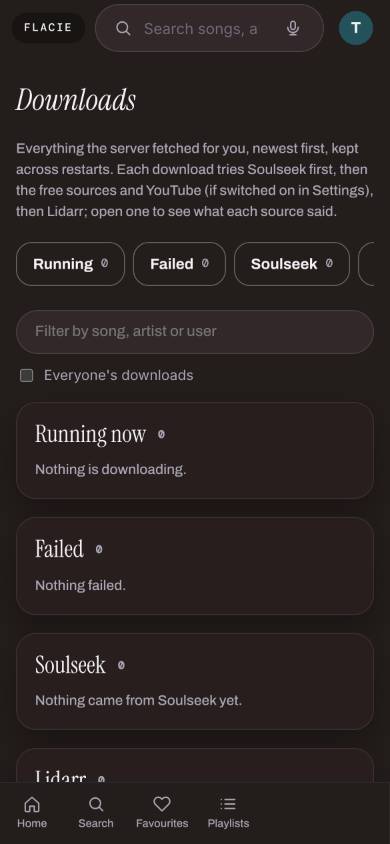 FLACIE
Search songs, a
T
Downloads
Everything the server fetched for you, newest first, kept
across restarts. Each download tries Soulseek first, then
the free sources and YouTube (if switched on in Settings),
then Lidarr; open one to see what each source said.
Running 0 Failed 0 Soulseek 0
Filter by song, artist or user
Everyone's downloads
Running now 0
Nothing is downloading.
Failed 0
Nothing failed.
Soulseek 0
Nothing came from Soulseek yet.
Lidarr 0
Home Search Favourites Playlists